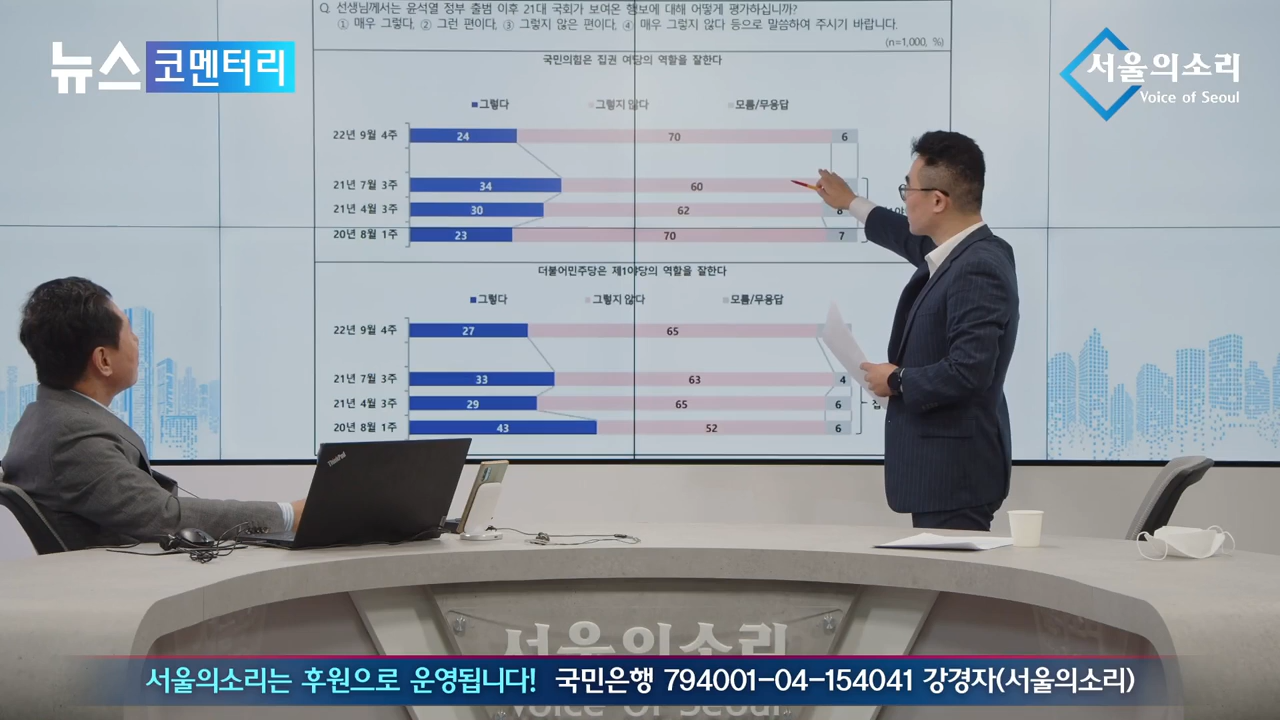 Q. 선생님께서는 윤석열 정부 출범 이후 21대 국회가 보여온 행보에 대해 어떻게 평가하십니까?
① 매우 그렇다, ② 그런 편이다, ③ 그렇지 않은 편이다, ④ 매우 그렇지 않다 등으로 말씀하여 주시기 바랍니다.
(n=1,000, %)
뉴스 코멘터리
서울의소리
Voice of Seoul
국민의힘은 집권 여당의 역할을 잘한다
그렇다 그렇지 않다 모름/무응답
22년 9월 4주 24 70 6
21년 7월 3주 34 60
21년 4월 3주 30 62 8
20년 8월 1주 23 70 7
더불어민주당은 제1야당의 역할을 잘한다
그렇다 그렇지 않다 모름/무응답
22년 9월 4주 27 65
21년 7월 3주 33 63 4
21년 4월 3주 29 65 6
20년 8월 1주 43 52 6
ThinkPad
서울의소리
서울의소리는 후원으로 운영됩니다! 국민은행 794001-04-154041 강경자(서울의소리)
Voice of Seoul